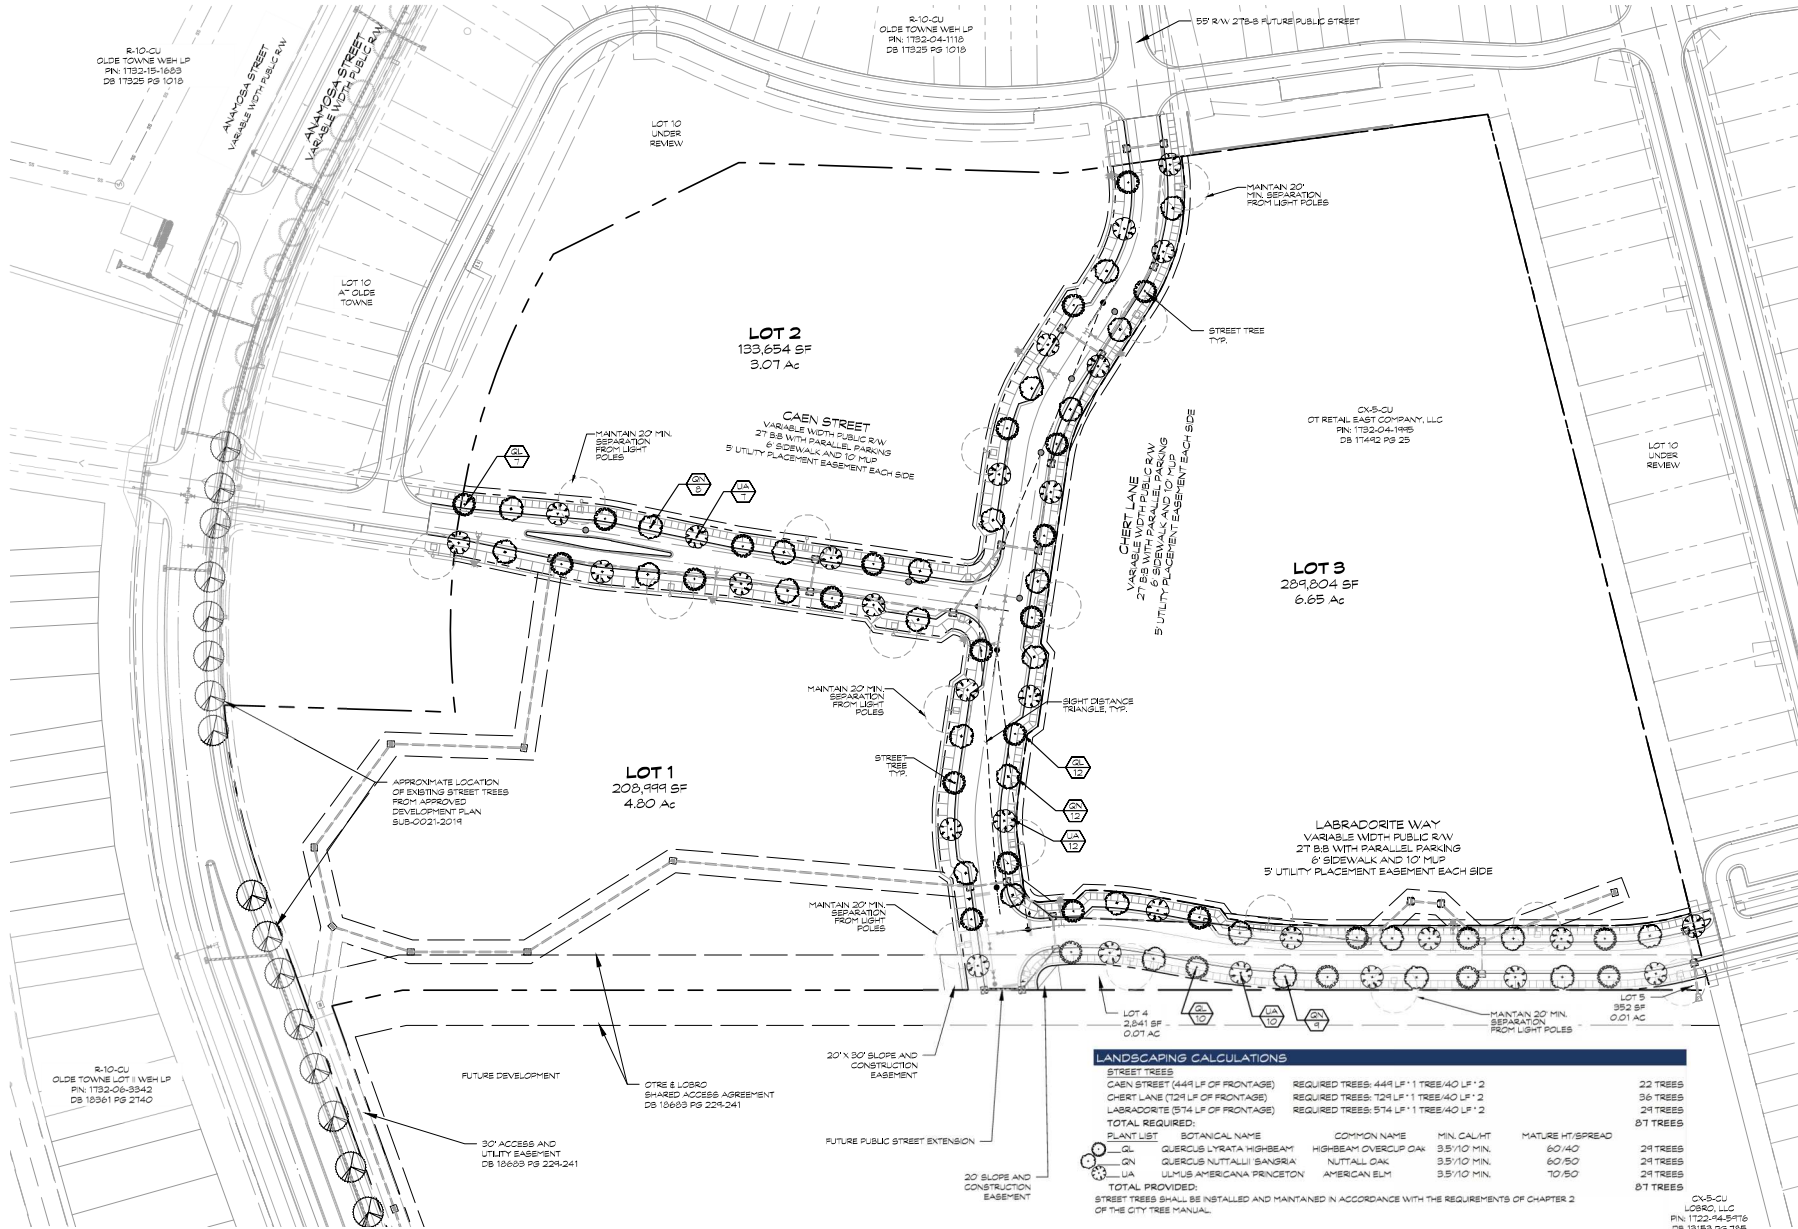 R-10-CU
OLDE TOWNE WEH LP
PIN: 1732-15-1683
DB 17325 PG 1018
ANAMOSA STREET
VARIABLE WIDTH PUBLIC R/W
ANAMOSA STREET
VARIABLE WIDTH PUBLIC R/W
R-10-CU
OLDE TOWNE WEH LP
PIN: 1732-04-1118
DB 17325 PG 1018
55' R/W 27'B-B FUTURE PUBLIC STREET
LOT 10
UNDER
REVIEW
MAINTAIN 20'
MIN. SEPARATION
FROM LIGHT POLES
LOT 10
AT OLDE
TOWNE
LOT 2
133,654 SF
3.07 Ac
STREET TREE
TYP.
CAEN STREET
VARIABLE WIDTH PUBLIC R/W
27' B:B WITH PARALLEL PARKING
6' SIDEWALK AND 10' MUP
5' UTILITY PLACEMENT EASEMENT EACH SIDE
MAINTAIN 20' MIN.
SEPARATION
FROM LIGHT
POLES
QL
7
QN
8
UA
7
CX-5-CU
OT RETAIL EAST COMPANY, LLC
PIN: 1732-04-1995
DB 17492 PG 25
LOT 10
UNDER
REVIEW
CHERT LANE
VARIABLE WIDTH PUBLIC R/W
27' B:B WITH PARALLEL PARKING
6' SIDEWALK AND 10' MUP
5' UTILITY PLACEMENT EASEMENT EACH SIDE
LOT 3
289,804 SF
6.65 Ac
MAINTAIN 20' MIN.
SEPARATION
FROM LIGHT
POLES
SIGHT DISTANCE
TRIANGLE, TYP.
STREET
TREE
TYP.
LOT 1
208,999 SF
4.80 Ac
QL
12
QN
12
UA
12
APPROXIMATE LOCATION
OF EXISTING STREET TREES
FROM APPROVED
DEVELOPMENT PLAN
SUB-0021-2019
LABRADORITE WAY
VARIABLE WIDTH PUBLIC R/W
27' B:B WITH PARALLEL PARKING
6' SIDEWALK AND 10' MUP
5' UTILITY PLACEMENT EASEMENT EACH SIDE
MAINTAIN 20' MIN.
SEPARATION
FROM LIGHT
POLES
LOT 4
2,841 SF
0.07 AC
QL
10
UA
10
QN
9
MAINTAIN 20' MIN.
SEPARATION
FROM LIGHT POLES
LOT 5
352 SF
0.01 AC
R-10-CU
OLDE TOWNE LOT 11 WEH LP
PIN: 1732-06-3342
DB 18361 PG 2740
FUTURE DEVELOPMENT
OTRE & LOBRO
SHARED ACCESS AGREEMENT
DB 18683 PG 229-241
20' X 30' SLOPE AND
CONSTRUCTION
EASEMENT
30' ACCESS AND
UTILITY EASEMENT
DB 18683 PG 229-241
FUTURE PUBLIC STREET EXTENSION
20 SLOPE AND
CONSTRUCTION
EASEMENT
LANDSCAPING CALCULATIONS
STREET TREES
CAEN STREET (449 LF OF FRONTAGE) REQUIRED TREES: 449 LF * 1 TREE/40 LF * 2 22 TREES
CHERT LANE (729 LF OF FRONTAGE) REQUIRED TREES: 729 LF * 1 TREE/40 LF * 2 36 TREES
LABRADORITE (574 LF OF FRONTAGE) REQUIRED TREES: 574 LF * 1 TREE/40 LF * 2 29 TREES
TOTAL REQUIRED: 87 TREES
PLANT LIST BOTANICAL NAME COMMON NAME MIN. CAL/HT MATURE HT/SPREAD
QL QUERCUS LYRATA 'HIGHBEAM' HIGHBEAM OVERCUP OAK 3.5"/10' MIN. 60'/40' 29 TREES
QN QUERCUS NUTTALLII 'SANGRIA' NUTTALL OAK 3.5"/10' MIN. 60'/50' 29 TREES
UA ULMUS AMERICANA 'PRINCETON' AMERICAN ELM 3.5"/10' MIN. 70'/50' 29 TREES
TOTAL PROVIDED: 87 TREES
STREET TREES SHALL BE INSTALLED AND MAINTAINED IN ACCORDANCE WITH THE REQUIREMENTS OF CHAPTER 2
OF THE CITY TREE MANUAL.
CX-5-CU
LOBRO, LLC
PIN: 1722-94-5976